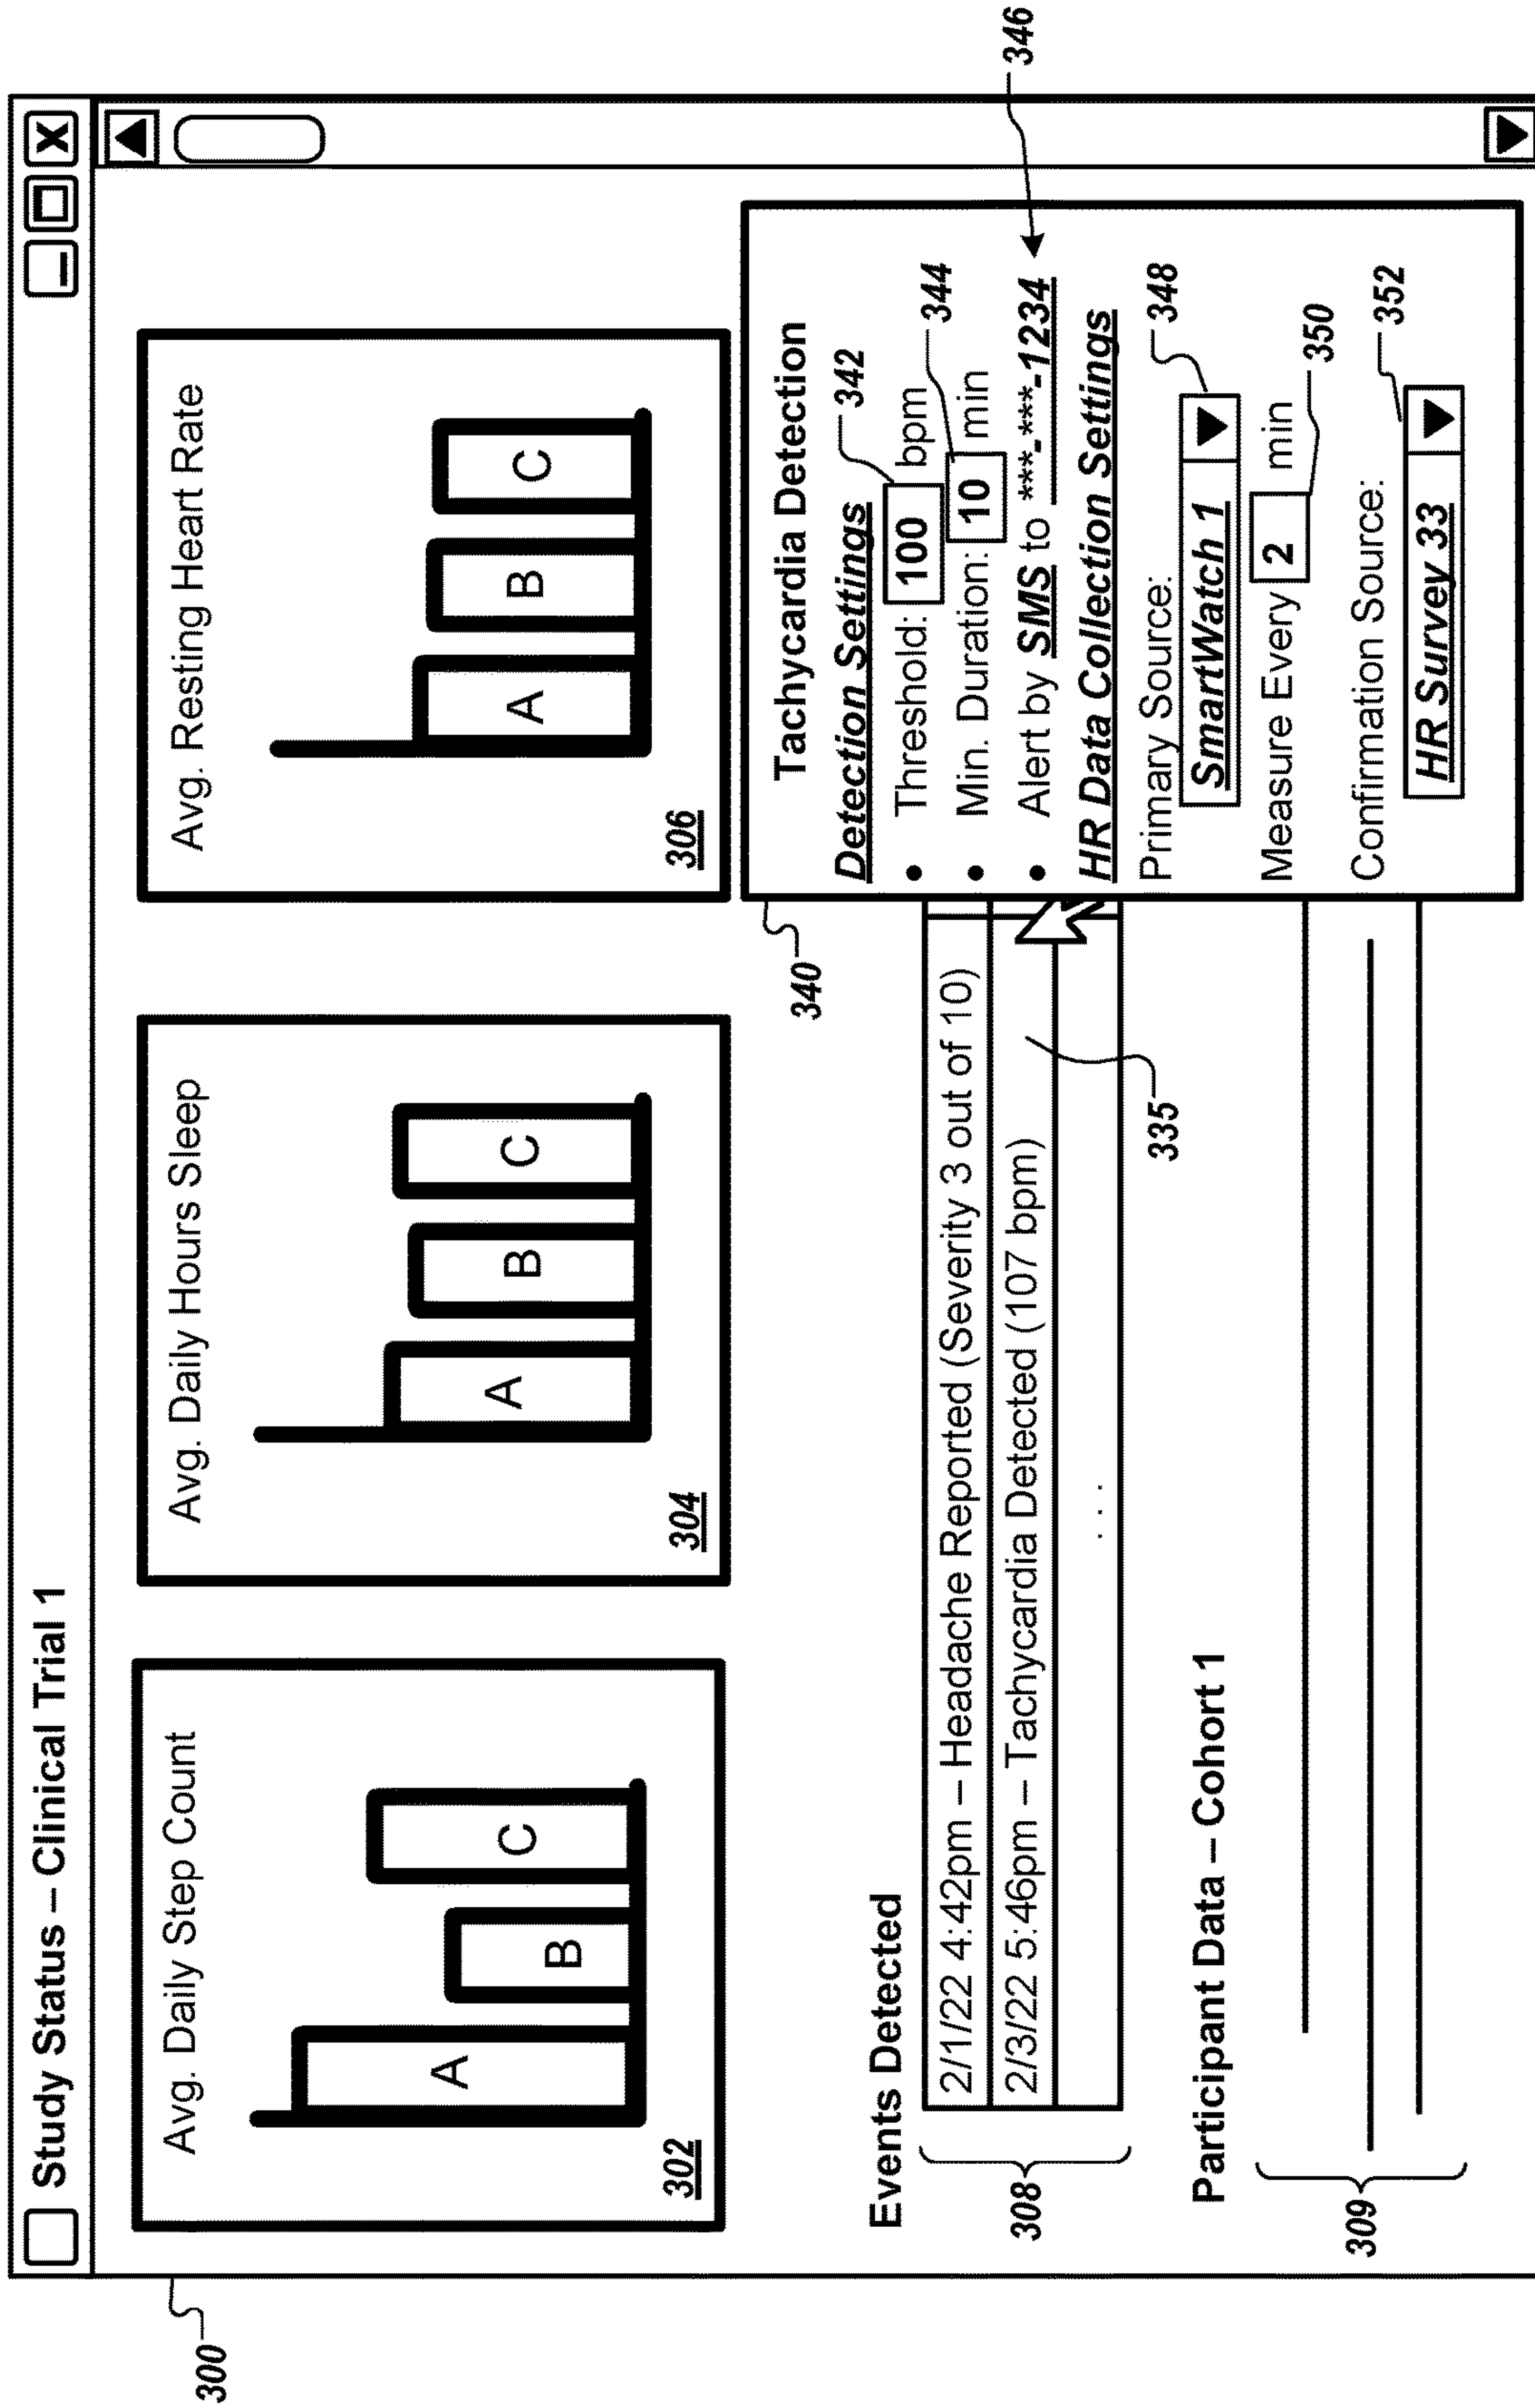 Study Status – Clinical Trial 1
X
300
Avg. Daily Step Count
A
B
C
302
Avg. Daily Hours Sleep
A
B
C
304
Avg. Resting Heart Rate
A
B
C
306
Events Detected
2/1/22 4:42pm – Headache Reported (Severity 3 out of 10)
2/3/22 5:46pm – Tachycardia Detected (107 bpm)
. . .
308
335
Participant Data – Cohort 1
309
340
Tachycardia Detection
Detection Settings
• Threshold: 100 bpm
342
• Min. Duration: 10 min
344
• Alert by SMS to ***-***-1234
346
HR Data Collection Settings
Primary Source:
SmartWatch 1
348
Measure Every 2 min
350
Confirmation Source:
HR Survey 33
352